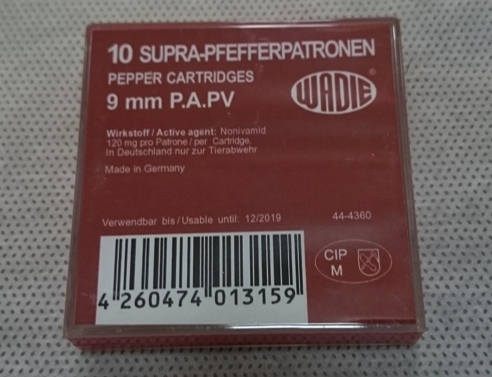 10 SUPRA-PFEFFERPATRONEN
PEPPER CARTRIDGES
9 mm P.A.PV
WADIE®
Wirkstoff / Active agent: Nonivamid
120 mg pro Patrone / per Cartridge.
In Deutschland nur zur Tierabwehr
Made in Germany
Verwendbar bis / Usable until: 12/2019
44-4360
4 260474 013159
CIP
M